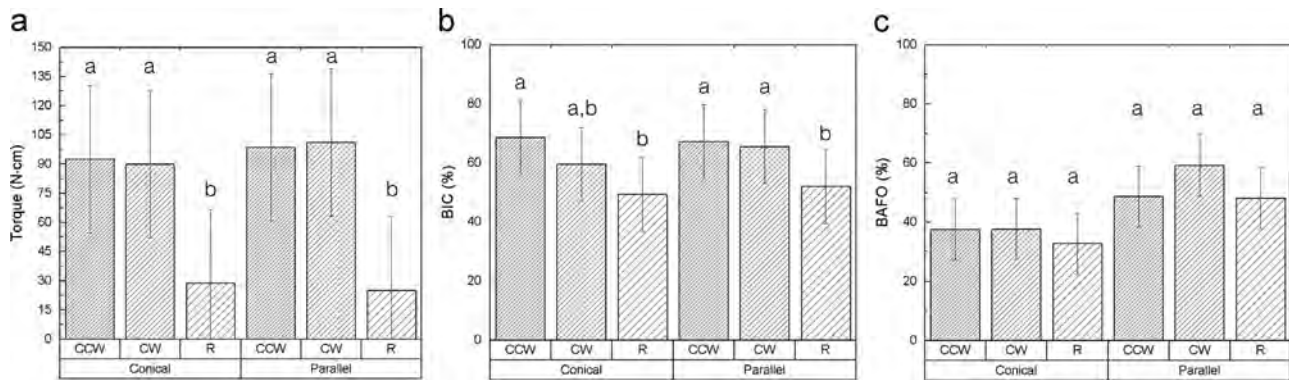 a
150
135
120
105
90
75
60
45
30
15
Torque (N·cm)
a a b a a b
CCW CW R CCW CW R
Conical Parallel
b
100
80
60
40
20
0
BIC (%)
a a,b b a a b
CCW CW R CCW CW R
Conical Parallel
c
100
80
60
40
20
0
BAFO (%)
a a a a a a
CCW CW R CCW CW R
Conical Parallel